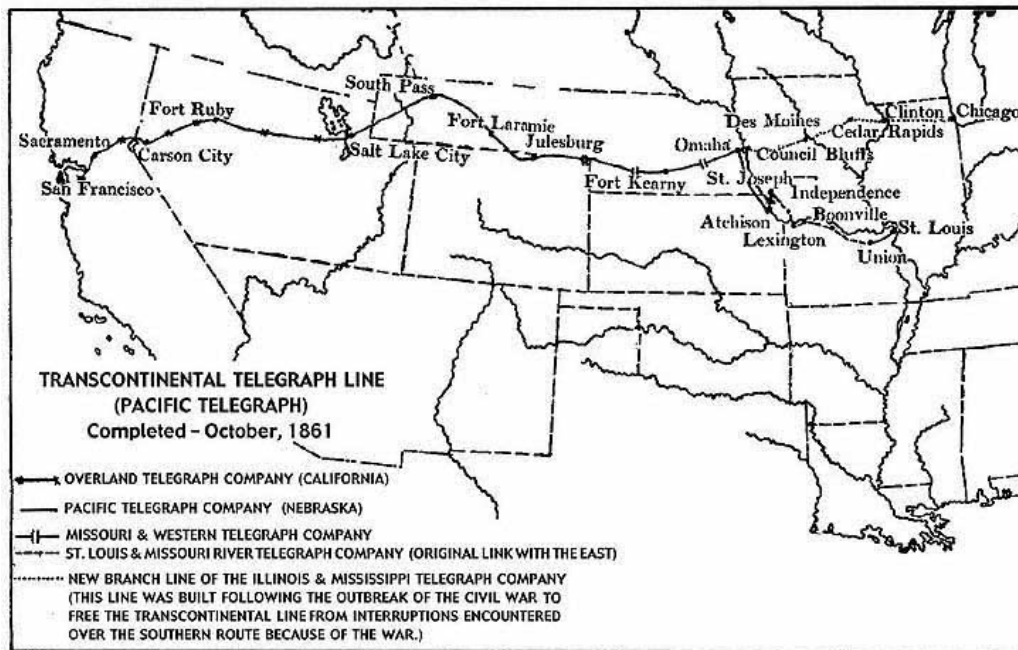 South Pass
Clinton
Chicago
Fort Ruby
Des Moines
Fort Laramie
Cedar Rapids
Sacramento
Julesburg
Omaha
Carson City
Salt Lake City
Council Bluffs
San Francisco
Fort Kearny
St. Joseph
Independence
Atchison
Boonville
Lexington
St. Louis
Union
TRANSCONTINENTAL TELEGRAPH LINE
(PACIFIC TELEGRAPH)
Completed – October, 1861
OVERLAND TELEGRAPH COMPANY (CALIFORNIA)
PACIFIC TELEGRAPH COMPANY (NEBRASKA)
MISSOURI & WESTERN TELEGRAPH COMPANY
ST. LOUIS & MISSOURI RIVER TELEGRAPH COMPANY (ORIGINAL LINK WITH THE EAST)
NEW BRANCH LINE OF THE ILLINOIS & MISSISSIPPI TELEGRAPH COMPANY
(THIS LINE WAS BUILT FOLLOWING THE OUTBREAK OF THE CIVIL WAR TO
FREE THE TRANSCONTINENTAL LINE FROM INTERRUPTIONS ENCOUNTERED
OVER THE SOUTHERN ROUTE BECAUSE OF THE WAR.)